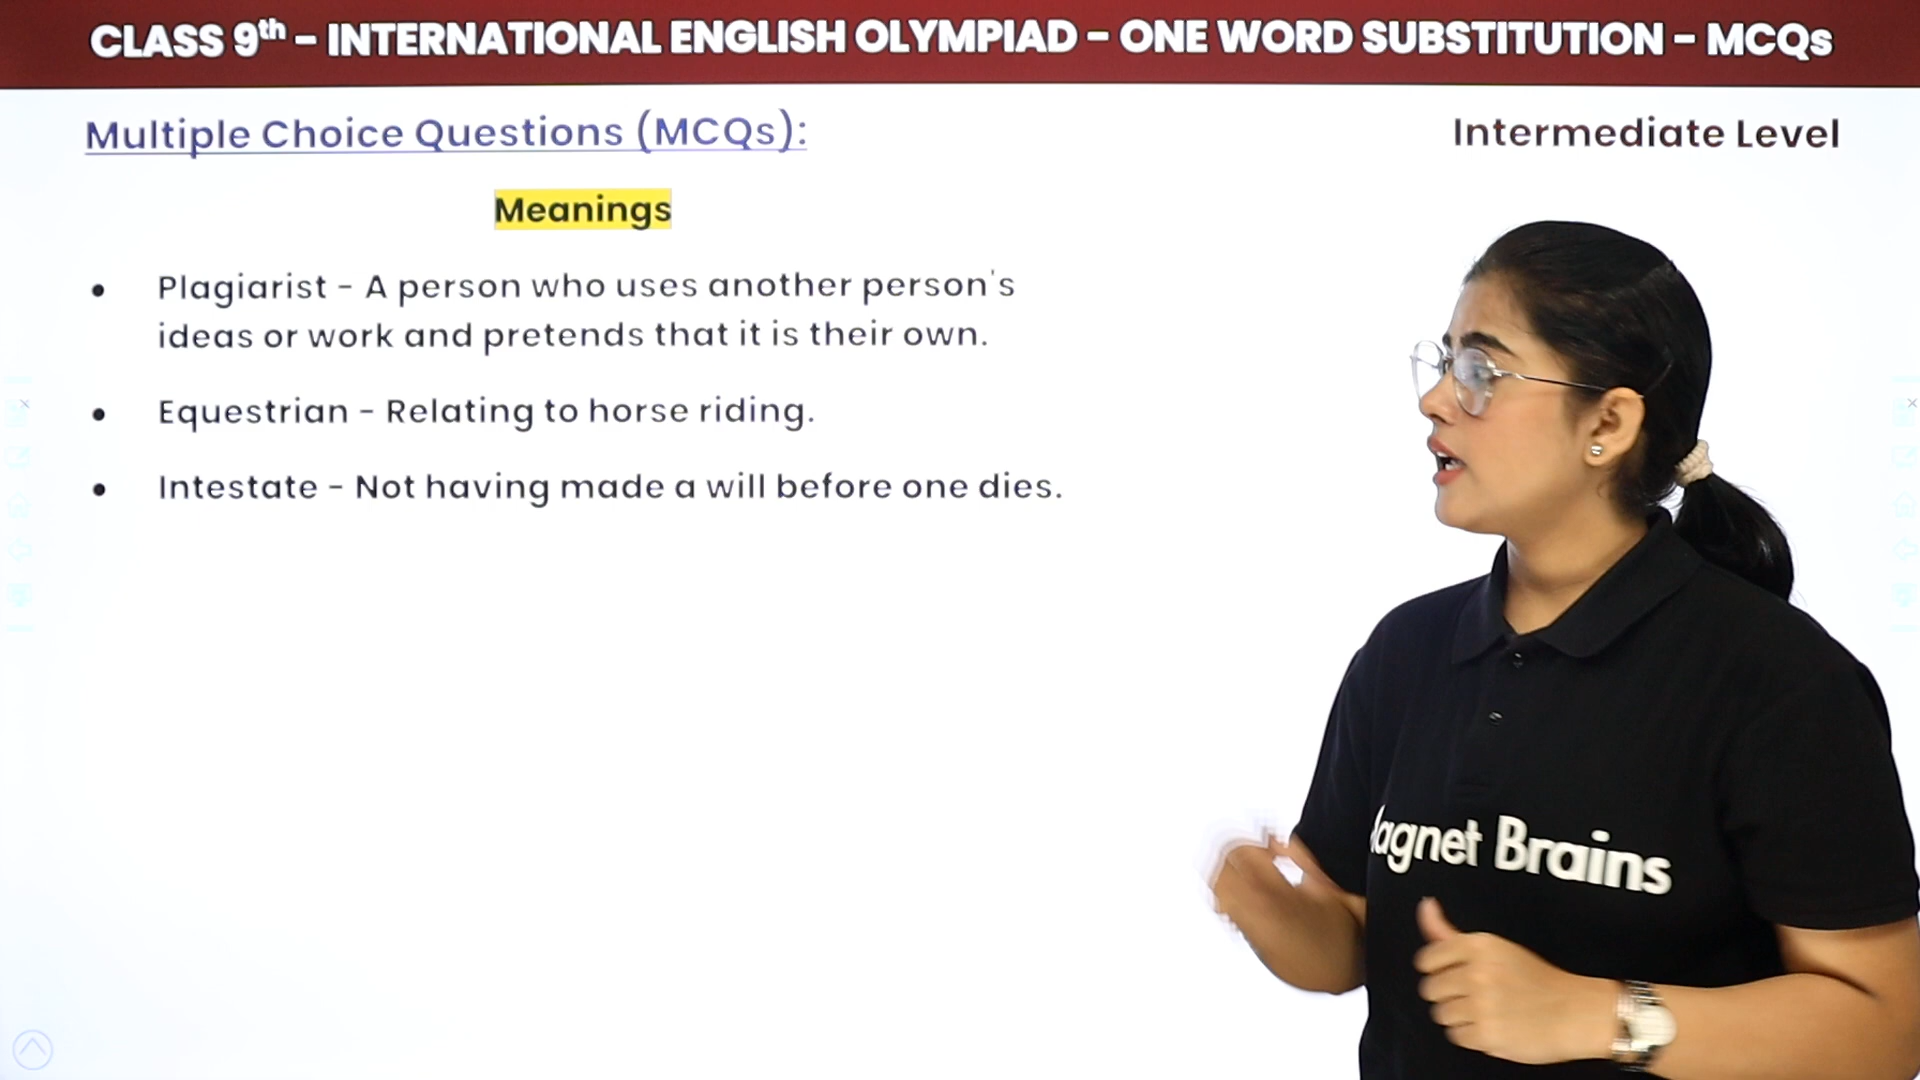 CLASS 9th - INTERNATIONAL ENGLISH OLYMPIAD - ONE WORD SUBSTITUTION - MCQs
Multiple Choice Questions (MCQs):
Intermediate Level
Meanings
• Plagiarist - A person who uses another person's
ideas or work and pretends that it is their own.
• Equestrian - Relating to horse riding.
• Intestate - Not having made a will before one dies.
agnet Brains